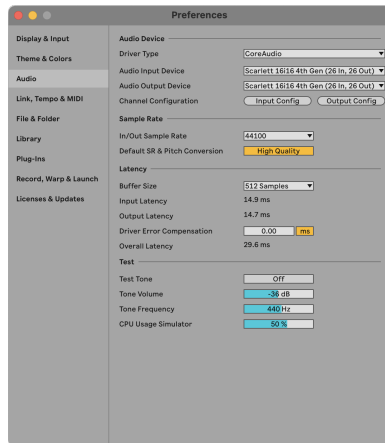 Preferences
Display & Input
Theme & Colors
Audio
Link, Tempo & MIDI
File & Folder
Library
Plug-Ins
Record, Warp & Launch
Licenses & Updates
Audio Device
Driver Type CoreAudio
Audio Input Device Scarlett 16i16 4th Gen (26 In, 26 Out)
Audio Output Device Scarlett 16i16 4th Gen (26 In, 26 Out)
Channel Configuration Input Config Output Config
Sample Rate
In/Out Sample Rate 44100
Default SR & Pitch Conversion High Quality
Latency
Buffer Size 512 Samples
Input Latency 14.9 ms
Output Latency 14.7 ms
Driver Error Compensation 0.00 ms
Overall Latency 29.6 ms
Test
Test Tone Off
Tone Volume -36 dB
Tone Frequency 440 Hz
CPU Usage Simulator 50 %